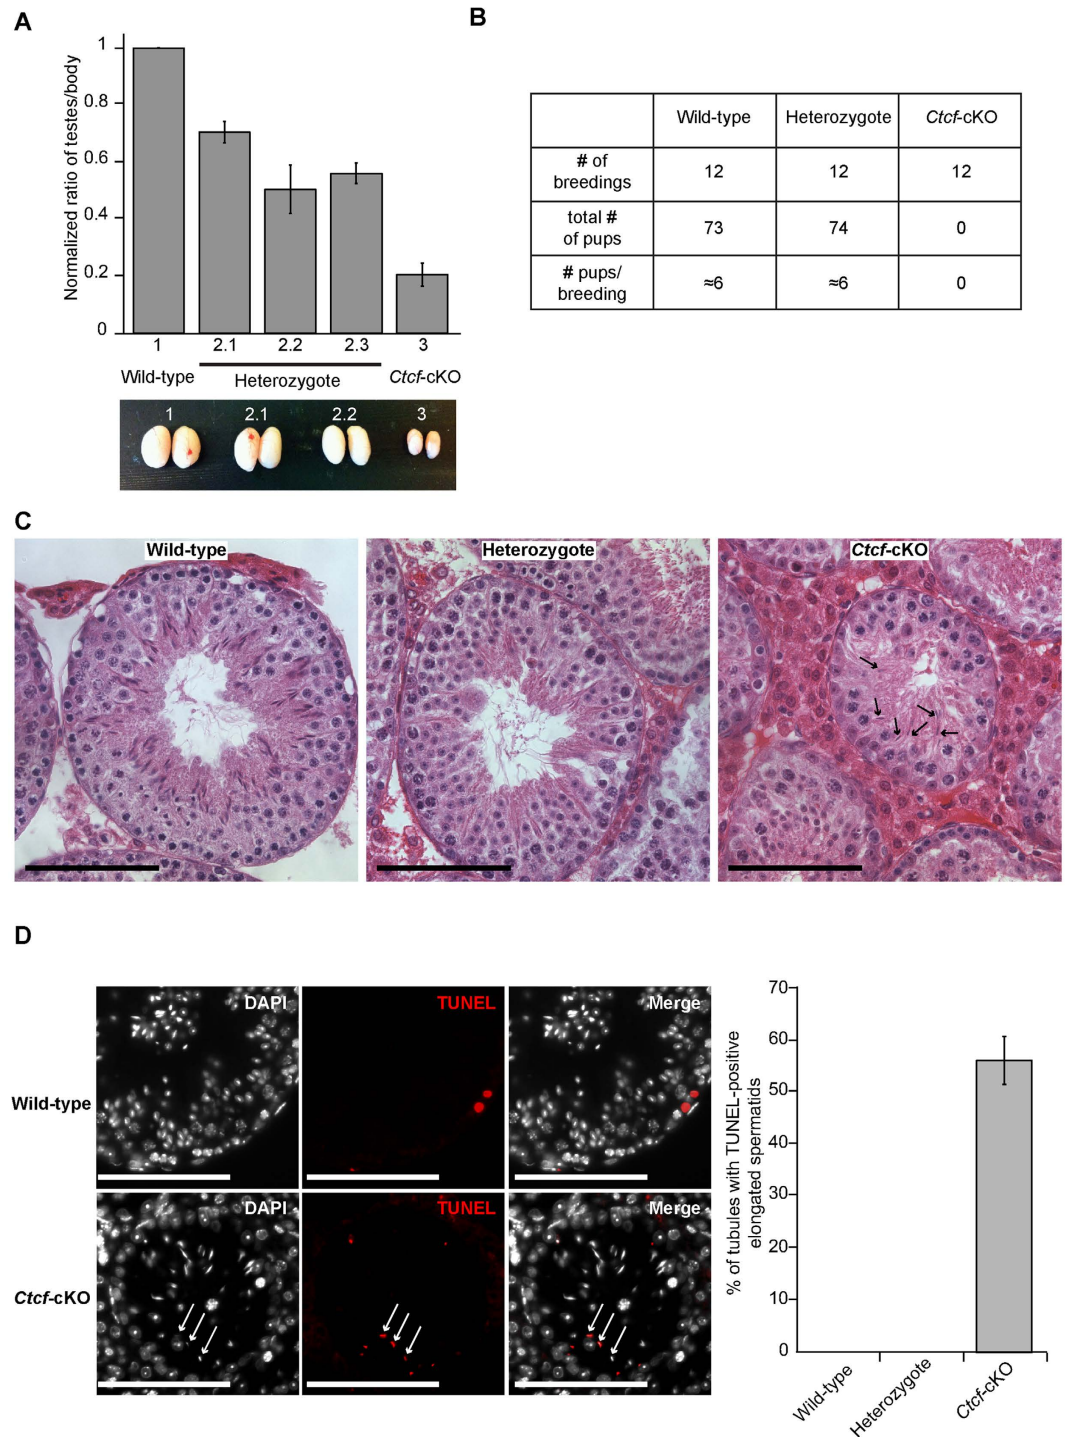 A
Normalized ratio of testes/body
1
0.8
0.6
0.4
0.2
0
1
2.1
2.2
2.3
3
Wild-type
Heterozygote
Ctcf-cKO
1
2.1
2.2
3
B
Wild-type
Heterozygote
Ctcf-cKO
# of
breedings
12
12
12
total #
of pups
73
74
0
# pups/
breeding
≈6
≈6
0
C
Wild-type
Heterozygote
Ctcf-cKO
D
DAPI
TUNEL
Merge
Wild-type
DAPI
TUNEL
Merge
Ctcf-cKO
% of tubules with TUNEL-positive
elongated spermatids
70
60
50
40
30
20
10
0
Wild-type
Heterozygote
Ctcf-cKO